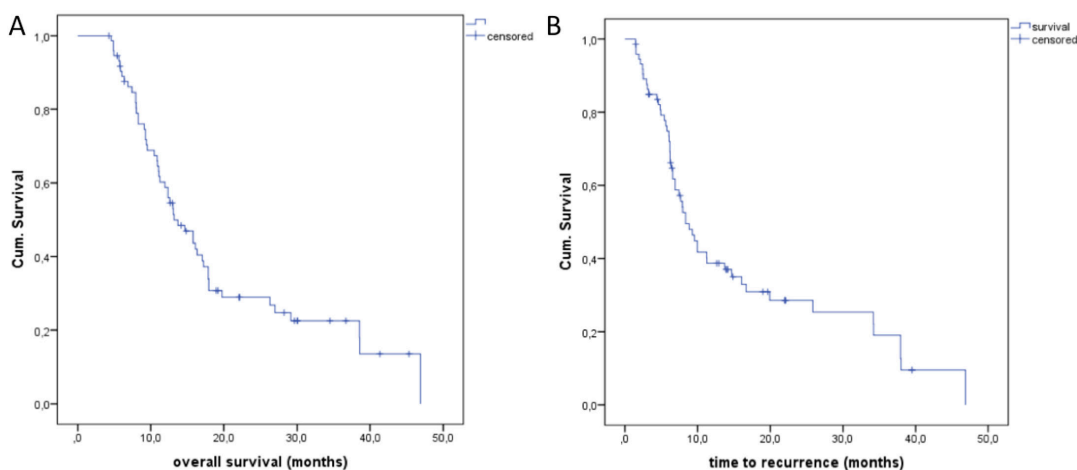 A
censored
1,0
0,8
0,6
0,4
0,2
0,0
Cum. Survival
,0 10,0 20,0 30,0 40,0 50,0
overall survival (months)
B
survival
censored
1,0
0,8
0,6
0,4
0,2
0,0
Cum. Survival
,0 10,0 20,0 30,0 40,0 50,0
time to recurrence (months)